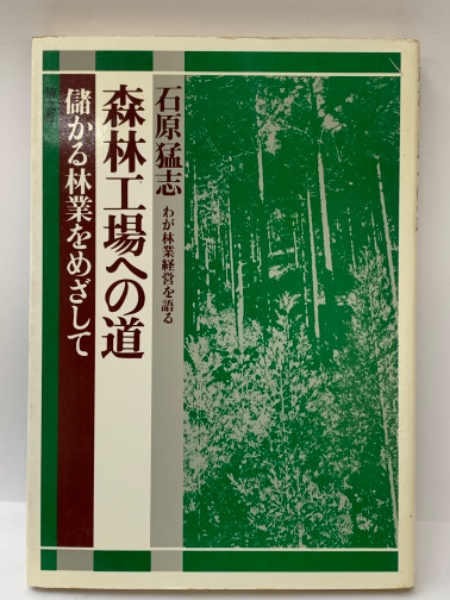 石原猛志 わが林業経営を語る
森林工場への道
儲かる林業をめざして